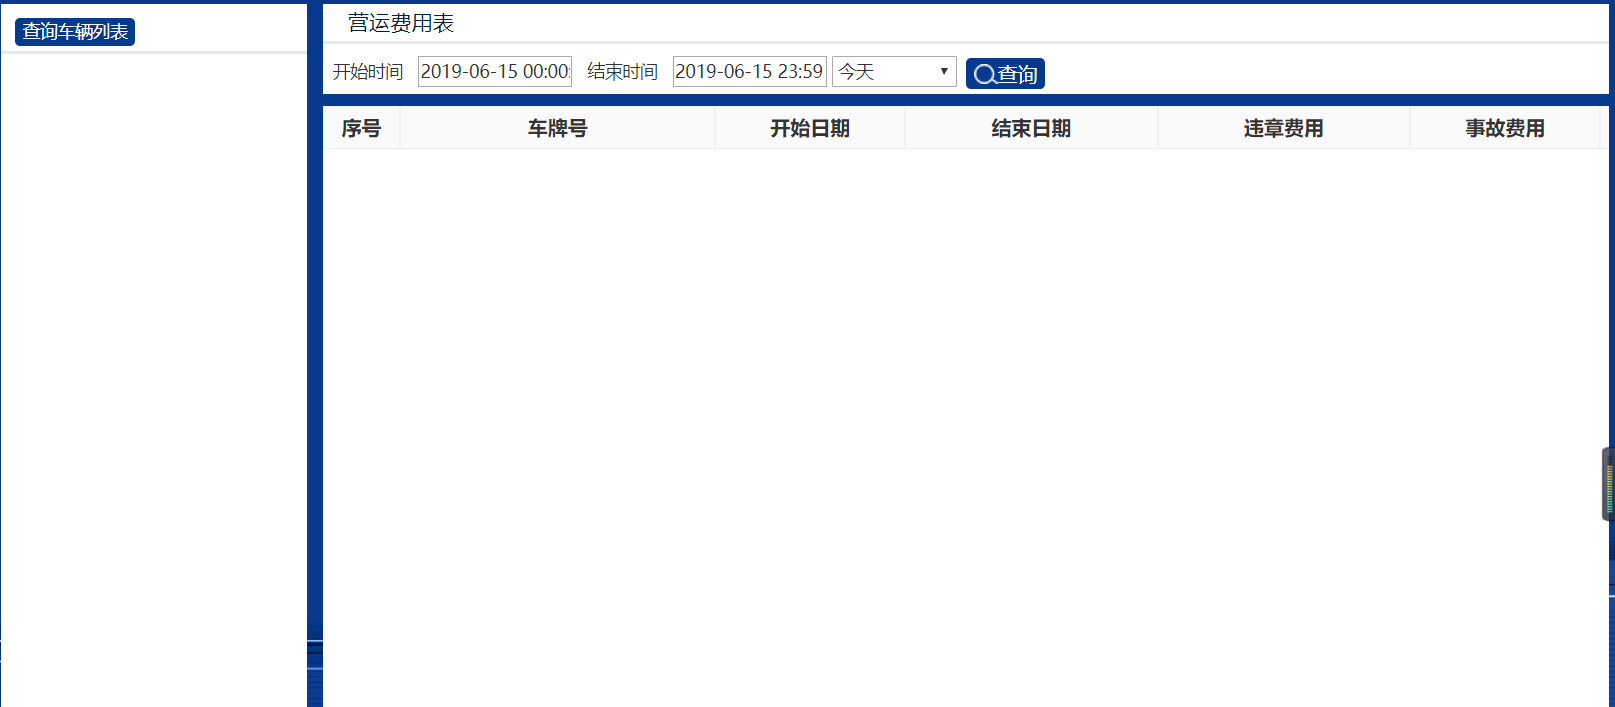 查询车辆列表
营运费用表
开始时间 2019-06-15 00:00: 结束时间 2019-06-15 23:59 今天 查询
序号 车牌号 开始日期 结束日期 违章费用 事故费用